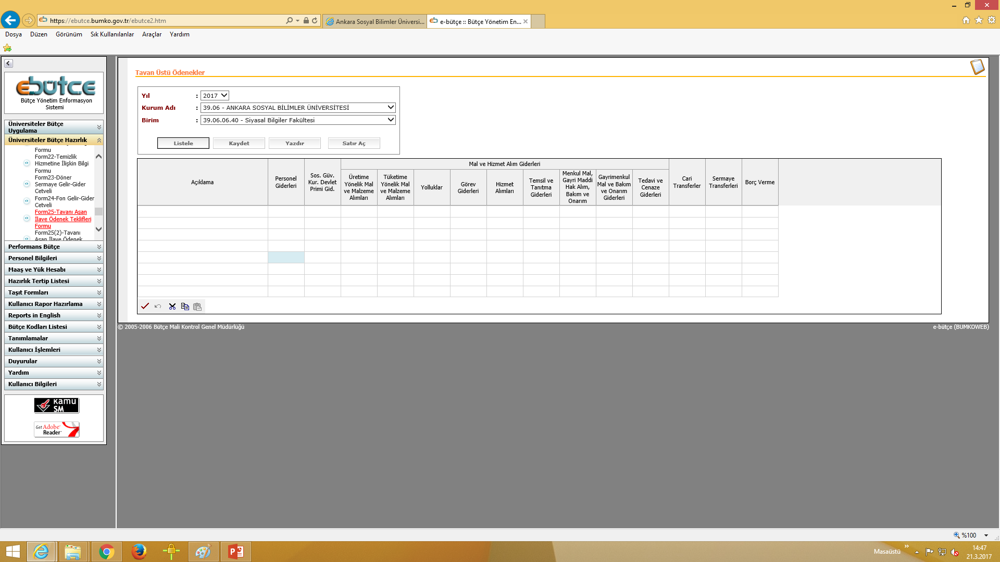 https://ebutce.bumko.gov.tr/ebutce2.htm
Ankara Sosyal Bilimler Üniversi...
e-bütçe :: Bütçe Yönetim En...
Dosya Düzen Görünüm Sık Kullanılanlar Araçlar Yardım
ebütçe
Bütçe Yönetim Enformasyon
Sistemi
Üniversiteler Bütçe
Uygulama
Üniversiteler Bütçe Hazırlık
Formu
Form22-Temizlik
Hizmetine İlişkin Bilgi
Formu
Form23-Döner
Sermaye Gelir-Gider
Cetveli
Form24-Fon Gelir-Gider
Cetveli
Form25-Tavanı Aşan
İlave Ödenek Teklifleri
Formu
Form25(2)-Tavanı
Aşan İlave Ödenek
Performans Bütçe
Personel Bilgileri
Maaş ve Yük Hesabı
Hazırlık Tertip Listesi
Taşıt Formları
Kullanıcı Rapor Hazırlama
Reports in English
Bütçe Kodları Listesi
Tanımlamalar
Kullanıcı İşlemleri
Duyurular
Yardım
Kullanıcı Bilgileri
kamu
SM
Get Adobe
Reader
Tavan Üstü Ödenekler
Yıl : 2017
Kurum Adı : 39.06 - ANKARA SOSYAL BİLİMLER ÜNİVERSİTESİ
Birim : 39.06.06.40 - Siyasal Bilgiler Fakültesi
Listele Kaydet Yazdır Satır Aç
Açıklama
Personel
Giderleri
Sos. Güv.
Kur. Devlet
Primi Gid.
Mal ve Hizmet Alım Giderleri
Üretime
Yönelik Mal
ve Malzeme
Alımları
Tüketime
Yönelik Mal
ve Malzeme
Alımları
Yolluklar
Görev
Giderleri
Hizmet
Alımları
Temsil ve
Tanıtma
Giderleri
Menkul Mal,
Gayri Maddi
Hak Alım,
Bakım ve
Onarım
Gayrimenkul
Mal ve Bakım
ve Onarım
Giderleri
Tedavi ve
Cenaze
Giderleri
Cari
Transferler
Sermaye
Transferleri
Borç Verme
© 2005-2006 Bütçe Mali Kontrol Genel Müdürlüğü
e-bütçe (BUMKOWEB)
%100
Masaüstü
14:47
21.3.2017